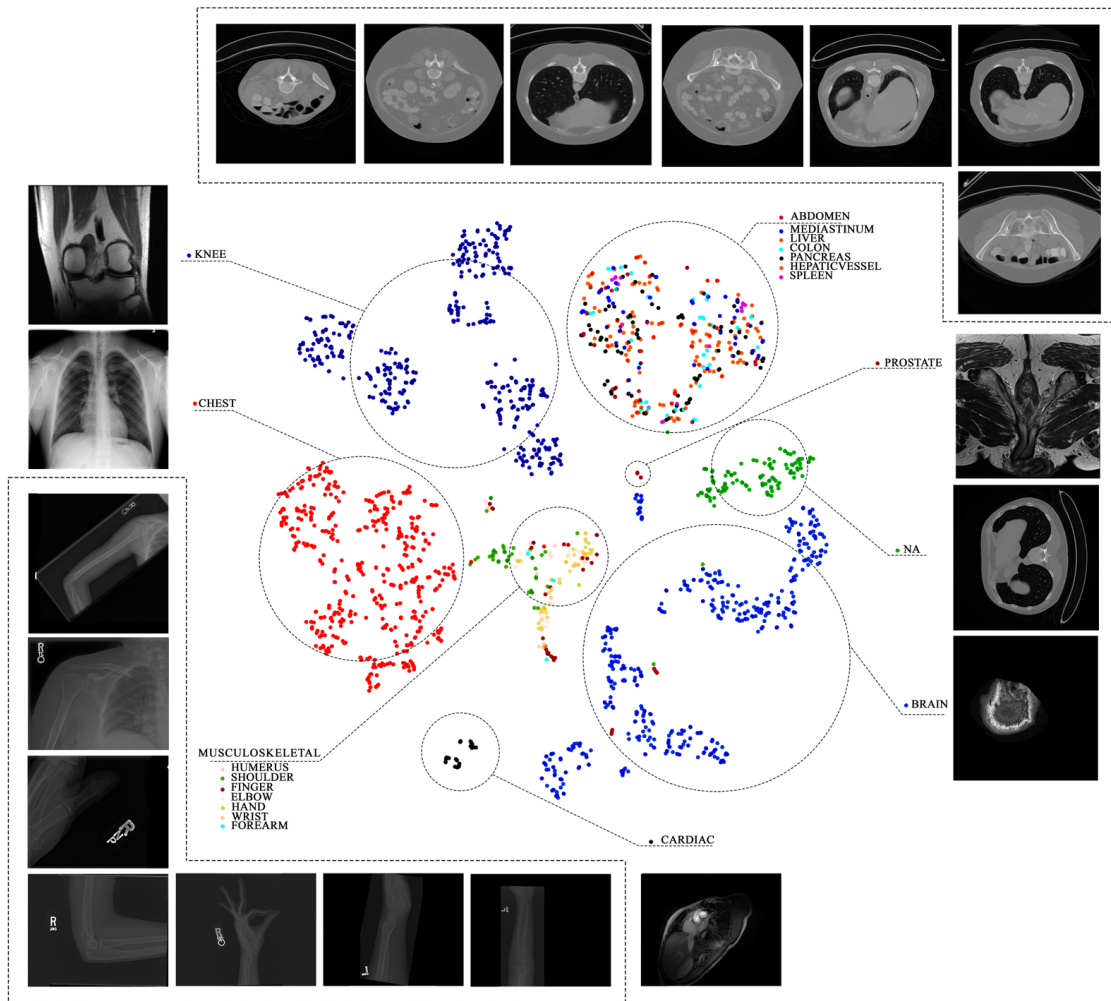 ABDOMEN
MEDIASTINUM
LIVER
COLON
PANCREAS
HEPATICVESSEL
SPLEEN
KNEE
PROSTATE
CHEST
NA
BRAIN
MUSCULOSKELETAL
HUMERUS
SHOULDER
FINGER
ELBOW
HAND
WRIST
FOREARM
CARDIAC
R